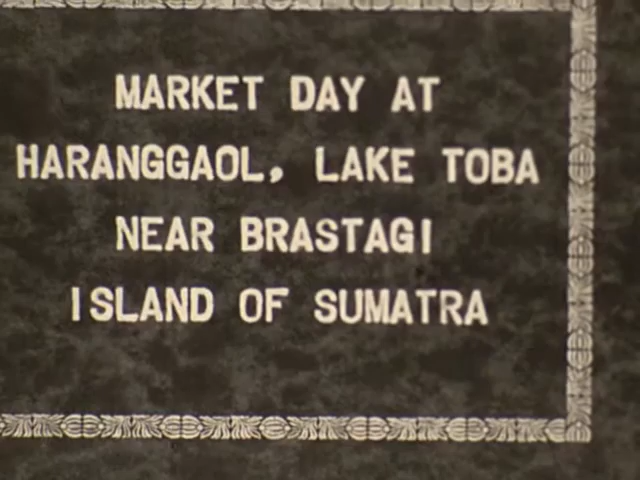 MARKET DAY AT
HARANGGAOL, LAKE TOBA
NEAR BRASTAGI
ISLAND OF SUMATRA